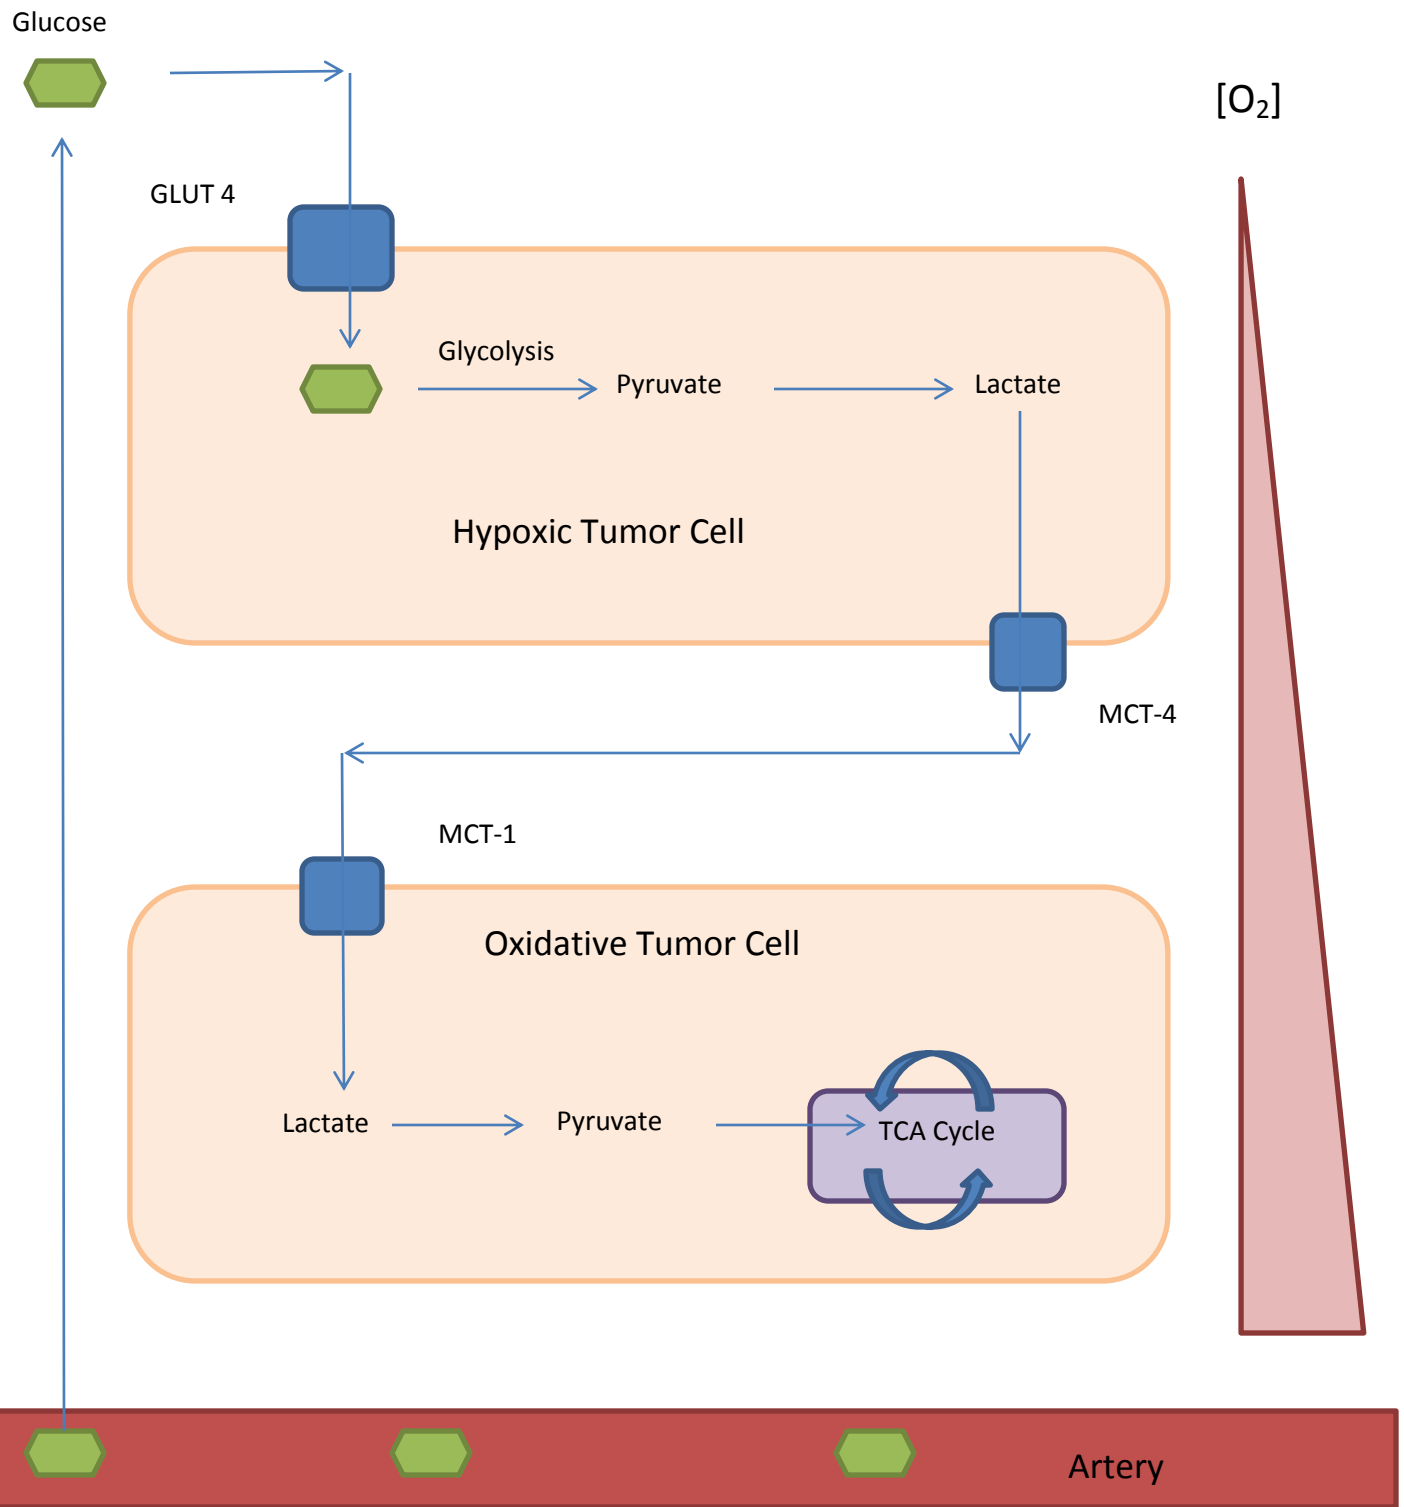 Glucose
[O₂]
GLUT 4
Glycolysis
Pyruvate
Lactate
Hypoxic Tumor Cell
MCT-4
MCT-1
Oxidative Tumor Cell
Lactate
Pyruvate
TCA Cycle
Artery